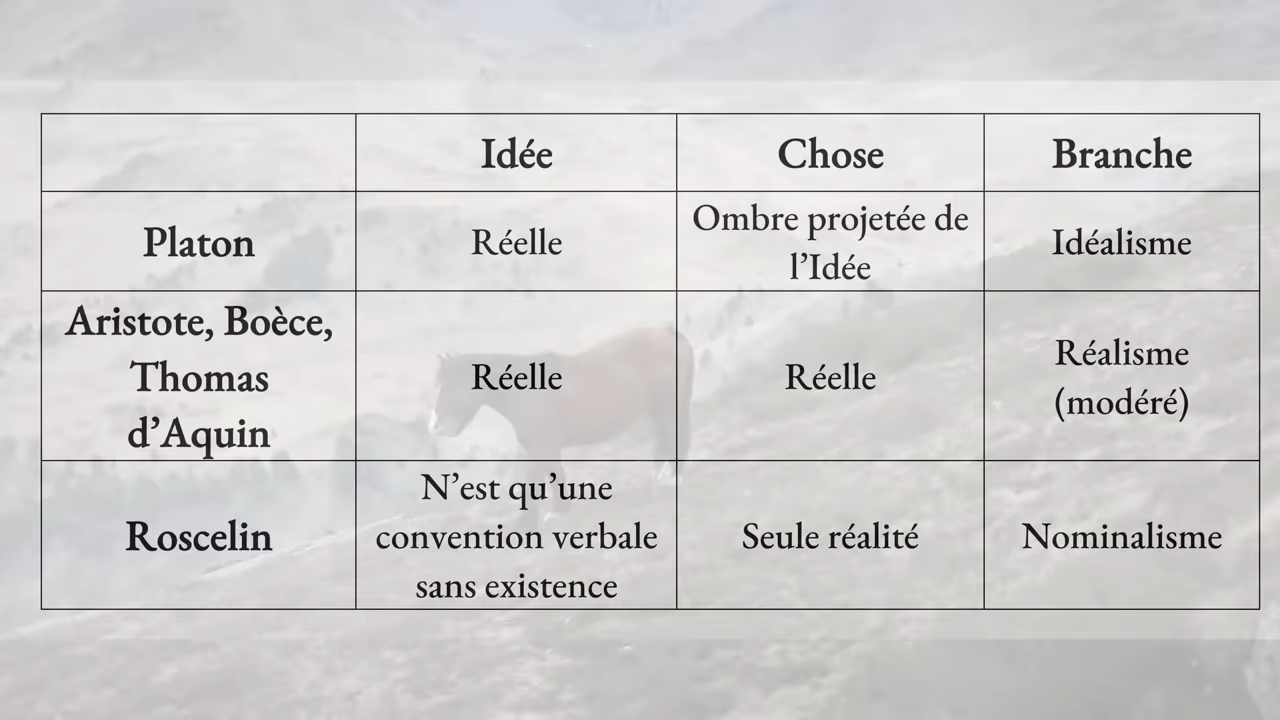 Idée
Chose
Branche
Platon
Réelle
Ombre projetée de
l’Idée
Idéalisme
Aristote, Boèce,
Thomas
d’Aquin
Réelle
Réelle
Réalisme
(modéré)
Roscelin
N’est qu’une
convention verbale
sans existence
Seule réalité
Nominalisme